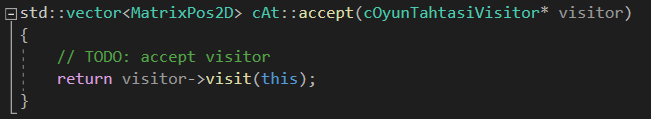 std::vector<MatrixPos2D> cAt::accept(cOyunTahtasiVisitor* visitor)
{
// TODO: accept visitor
return visitor->visit(this);
}